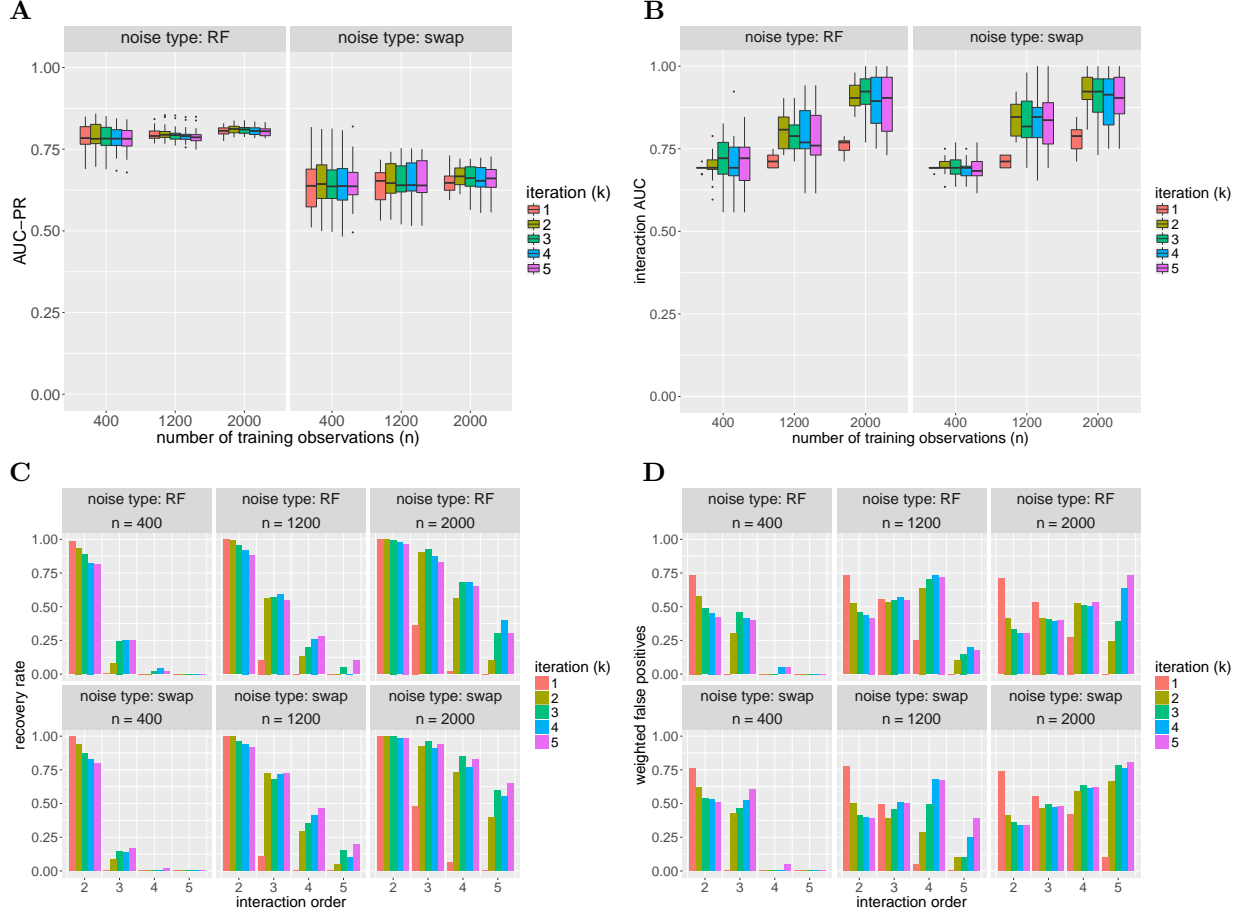 A
noise type: RF
noise type: swap
1.00
0.75
0.50
0.25
0.00
AUC−PR
400
1200
2000
400
1200
2000
number of training observations (n)
iteration (k)
1
2
3
4
5
B
noise type: RF
noise type: swap
1.00
0.75
0.50
0.25
0.00
interaction AUC
400
1200
2000
400
1200
2000
number of training observations (n)
iteration (k)
1
2
3
4
5
C
noise type: RF
noise type: RF
noise type: RF
n = 400
n = 1200
n = 2000
1.00
0.75
0.50
0.25
0.00
noise type: swap
noise type: swap
noise type: swap
n = 400
n = 1200
n = 2000
1.00
0.75
0.50
0.25
0.00
recovery rate
2
3
4
5
2
3
4
5
2
3
4
5
interaction order
iteration (k)
1
2
3
4
5
D
noise type: RF
noise type: RF
noise type: RF
n = 400
n = 1200
n = 2000
1.00
0.75
0.50
0.25
0.00
noise type: swap
noise type: swap
noise type: swap
n = 400
n = 1200
n = 2000
1.00
0.75
0.50
0.25
0.00
weighted false positives
2
3
4
5
2
3
4
5
2
3
4
5
interaction order
iteration (k)
1
2
3
4
5